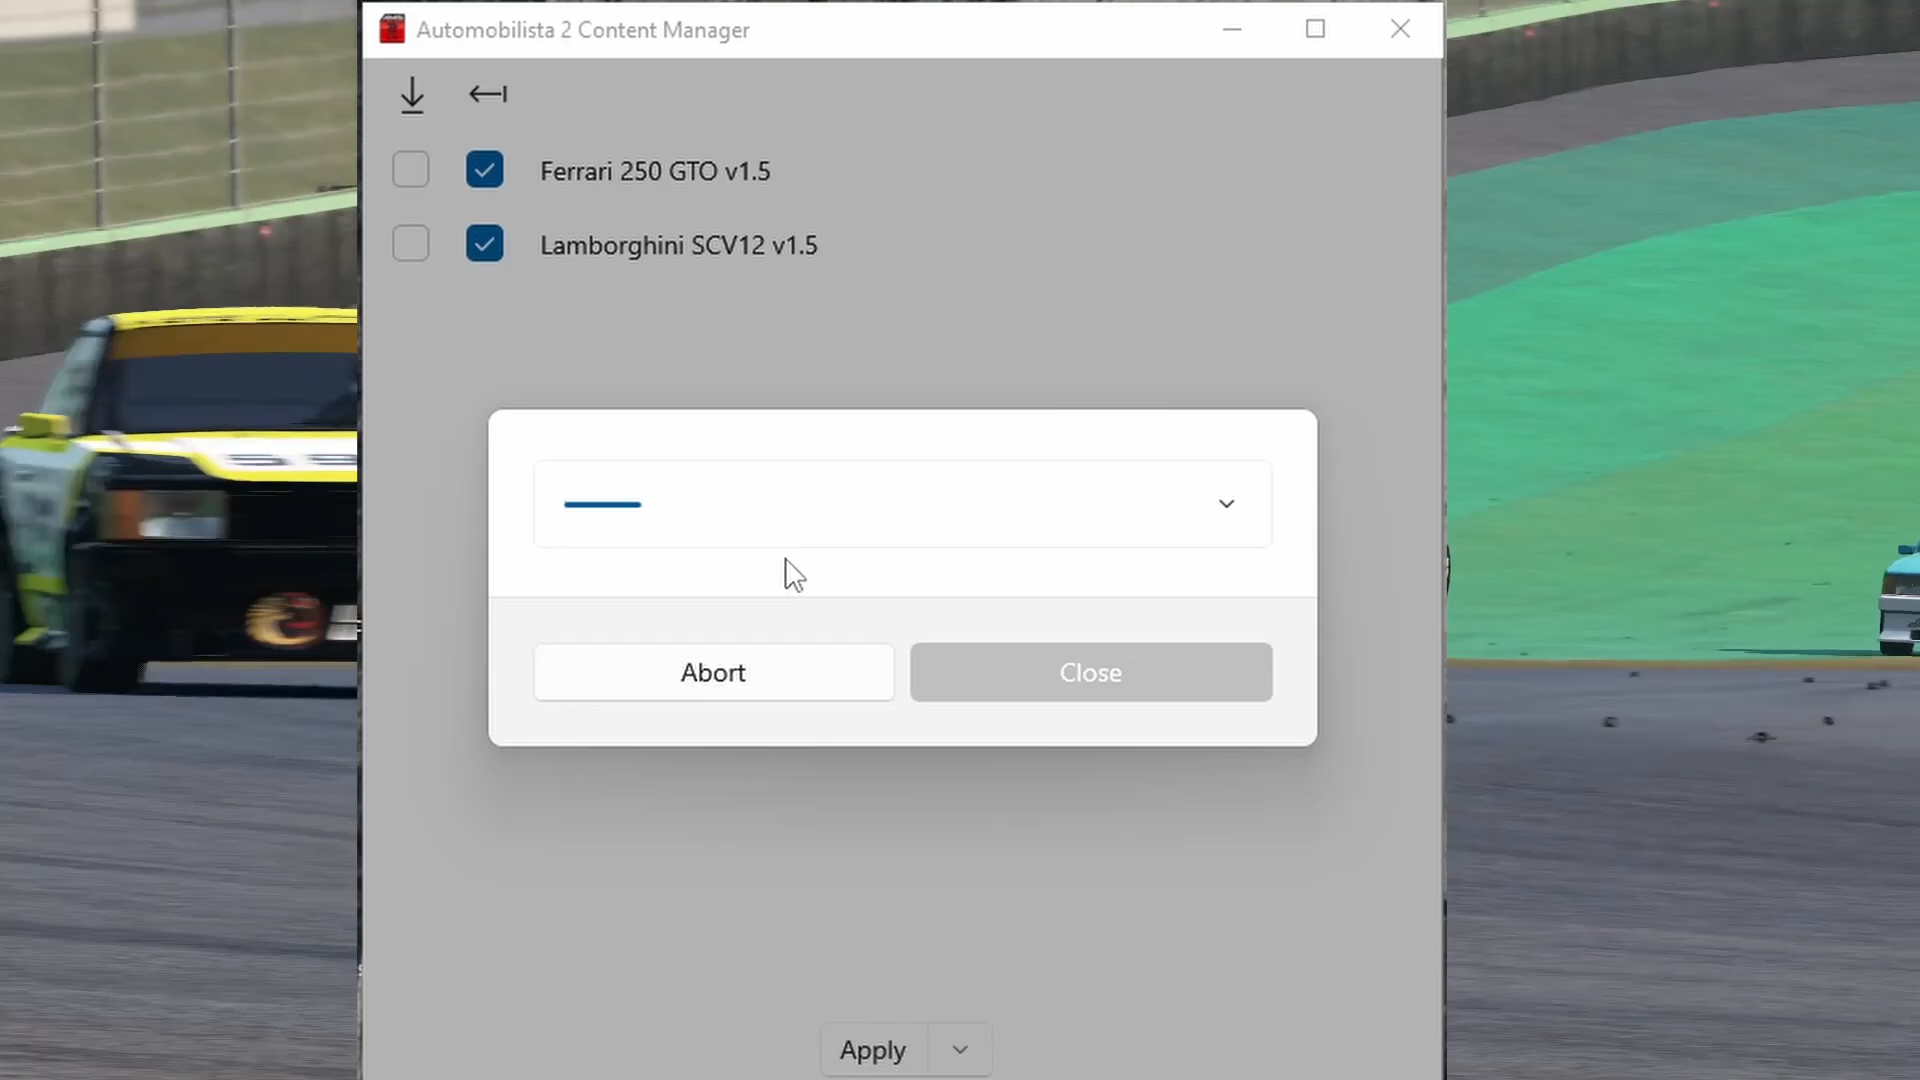 Automobilista 2 Content Manager
Ferrari 250 GTO v1.5
Lamborghini SCV12 v1.5
Abort
Close
Apply